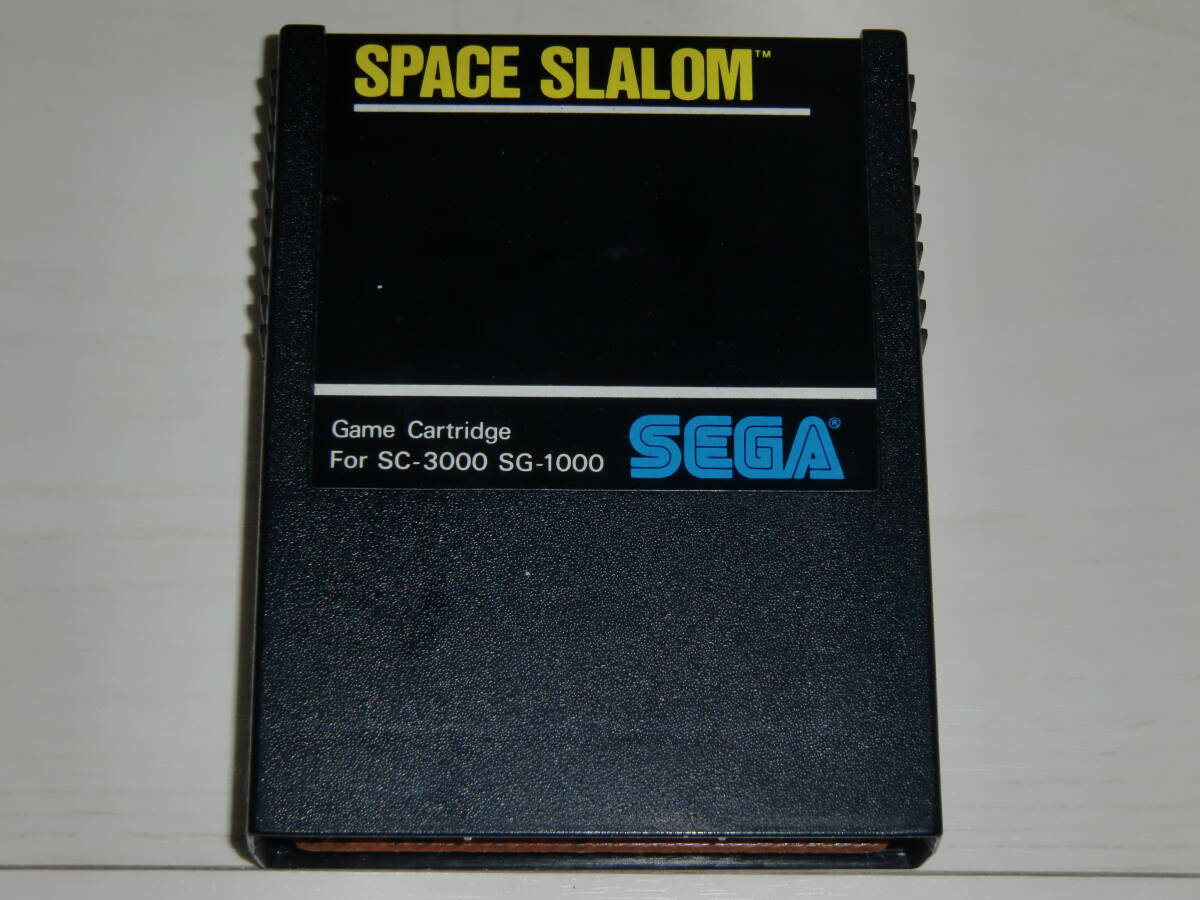 SPACE SLALOM™
Game Cartridge
For SC-3000 SG-1000
SEGA®